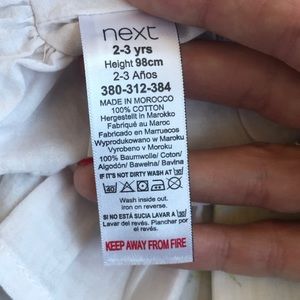 next
2-3 yrs
Height 98cm
2-3 Años
380-312-384
MADE IN MOROCCO
100% COTTON
Hergestellt in Marokko
Fabriqué au Maroc
Fabricado en Marruecos
Wyprodukowano w Maroku
Vyrobeno v Maroku
100% Baumwolle/ Coton/
Algodón/ Bawełna/ Bavlna
IF IT'S NOT DIRTY WASH AT 30
Wash inside out.
iron on reverse.
SI NO ESTÁ SUCIA LAVAR A 30
Lavar del revés. Planchar por
el revés.
KEEP AWAY FROM FIRE